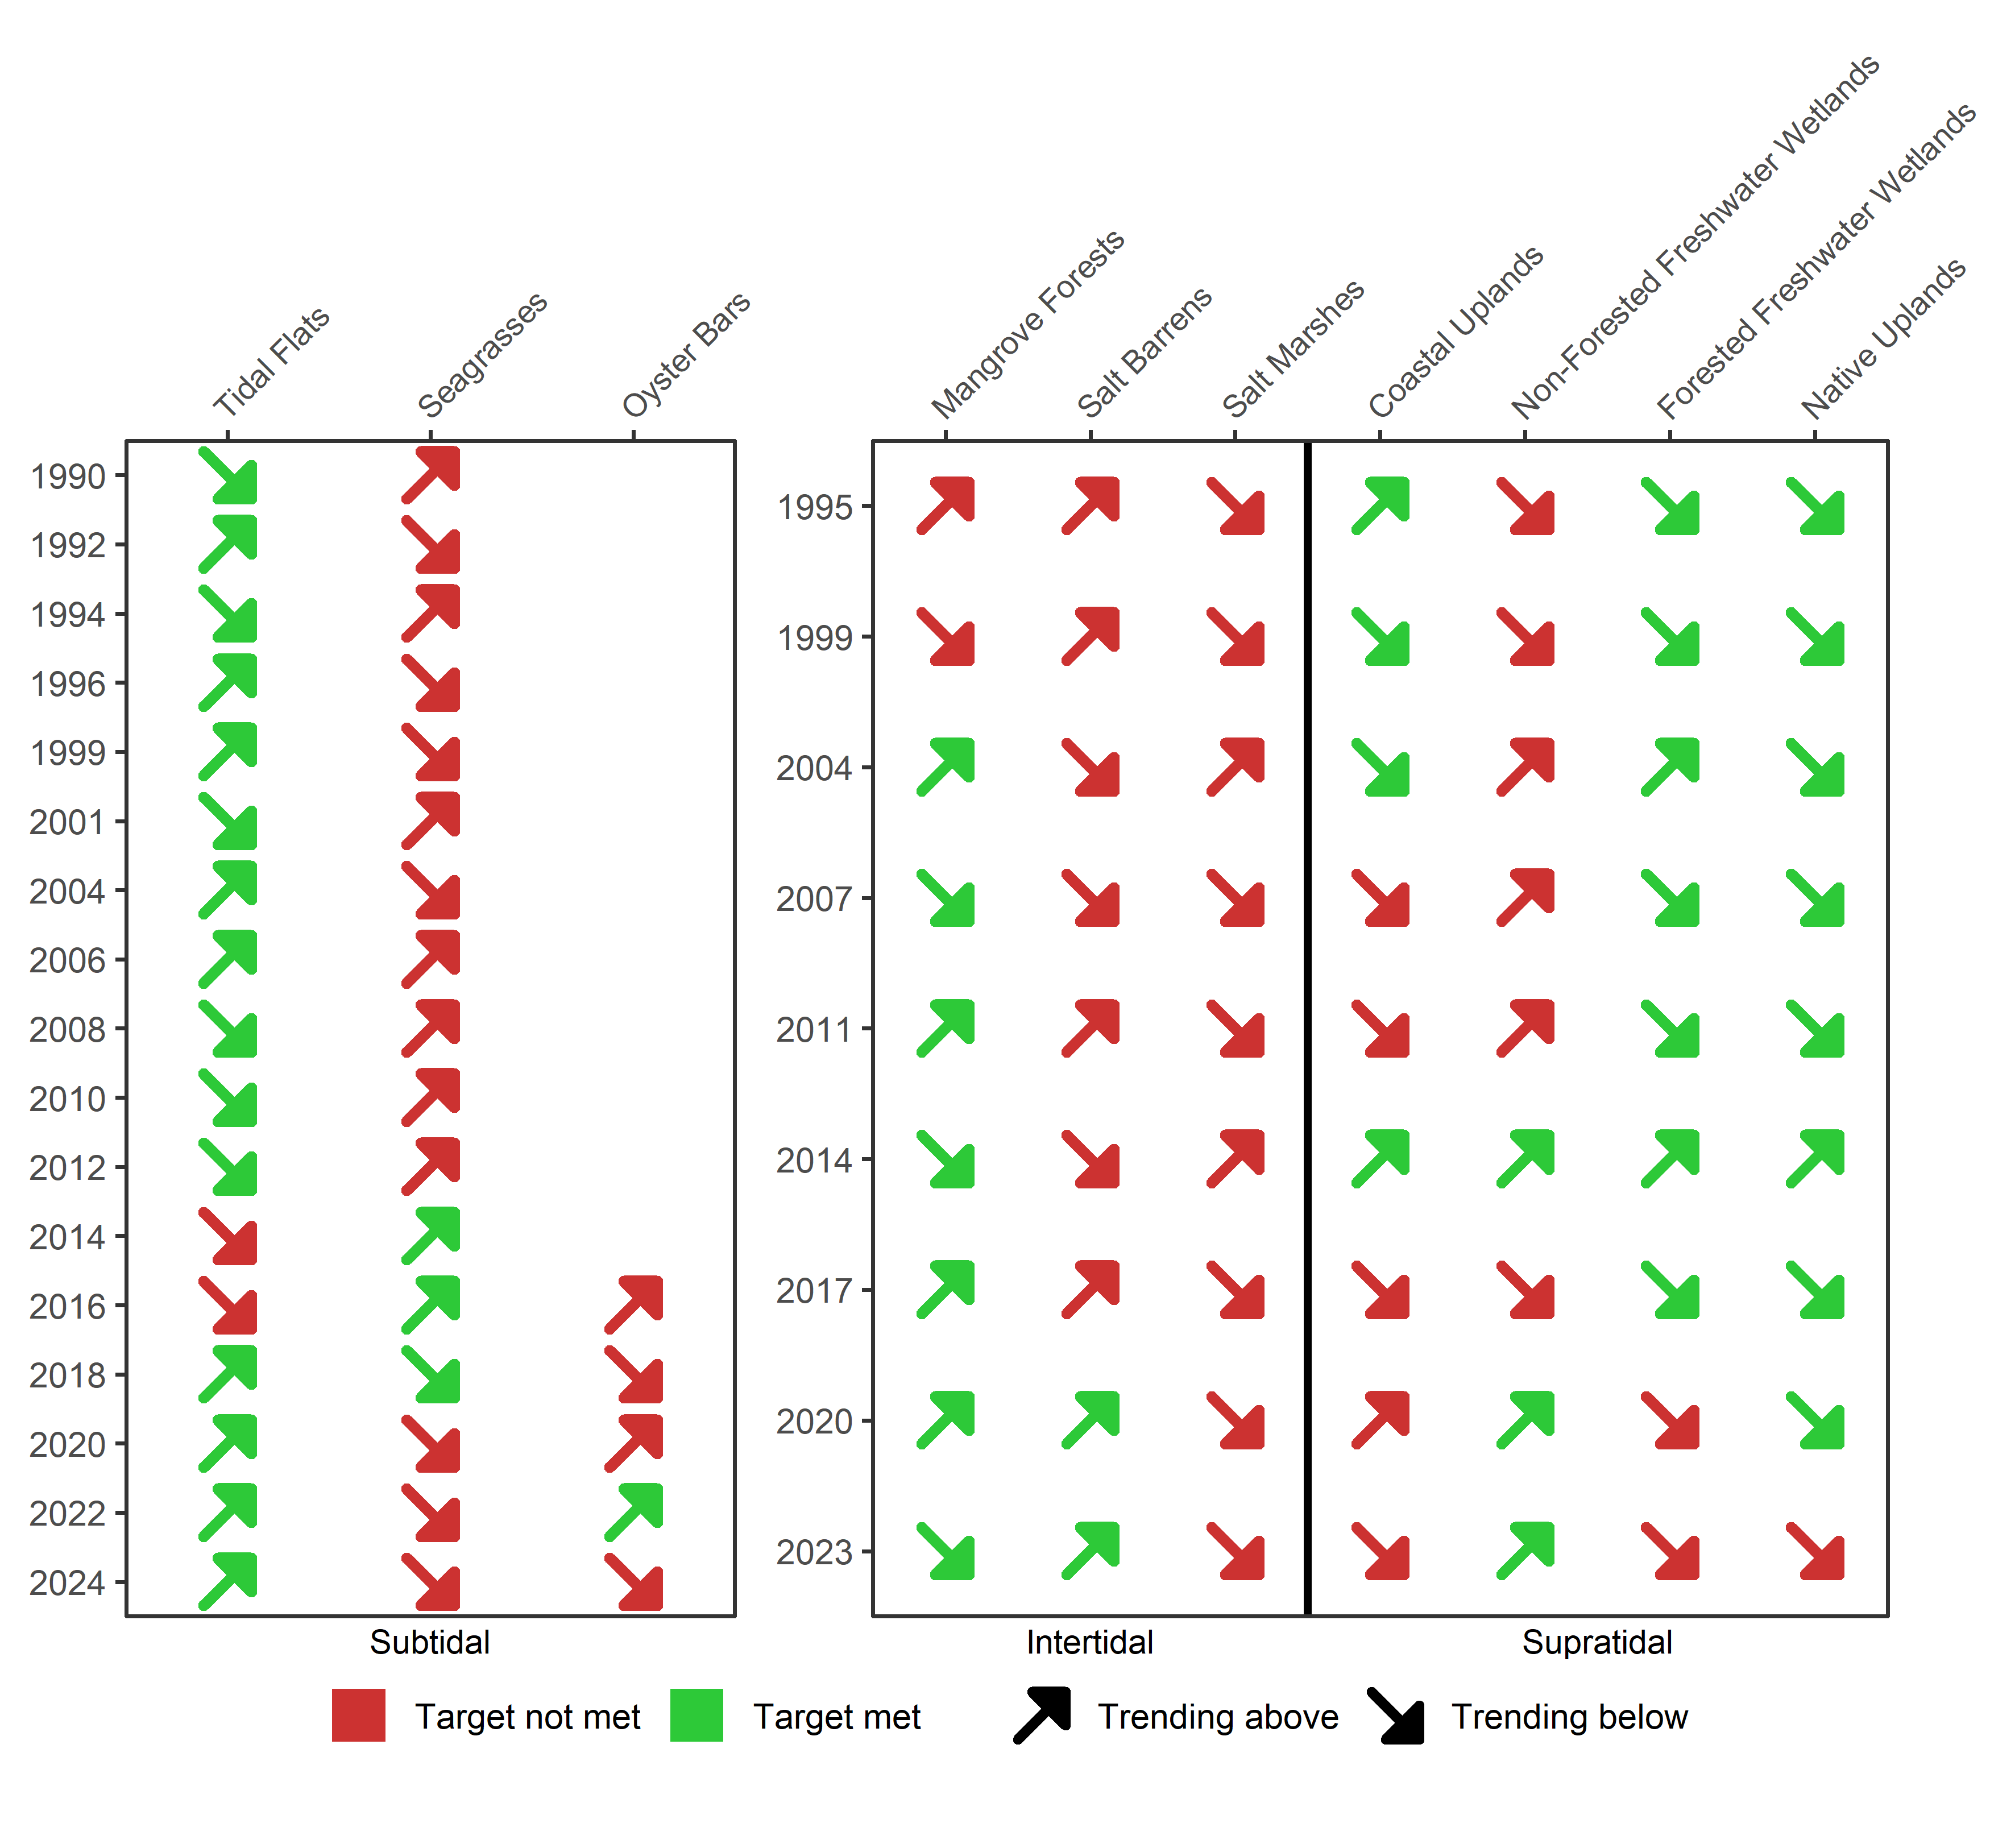 Tidal Flats
Seagrasses
Oyster Bars
1990
1992
1994
1996
1999
2001
2004
2006
2008
2010
2012
2014
2016
2018
2020
2022
2024
Subtidal
Mangrove Forests
Salt Barrens
Salt Marshes
Coastal Uplands
Non-Forested Freshwater Wetlands
Forested Freshwater Wetlands
Native Uplands
1995
1999
2004
2007
2011
2014
2017
2020
2023
Intertidal
Supratidal
Target not met
Target met
Trending above
Trending below